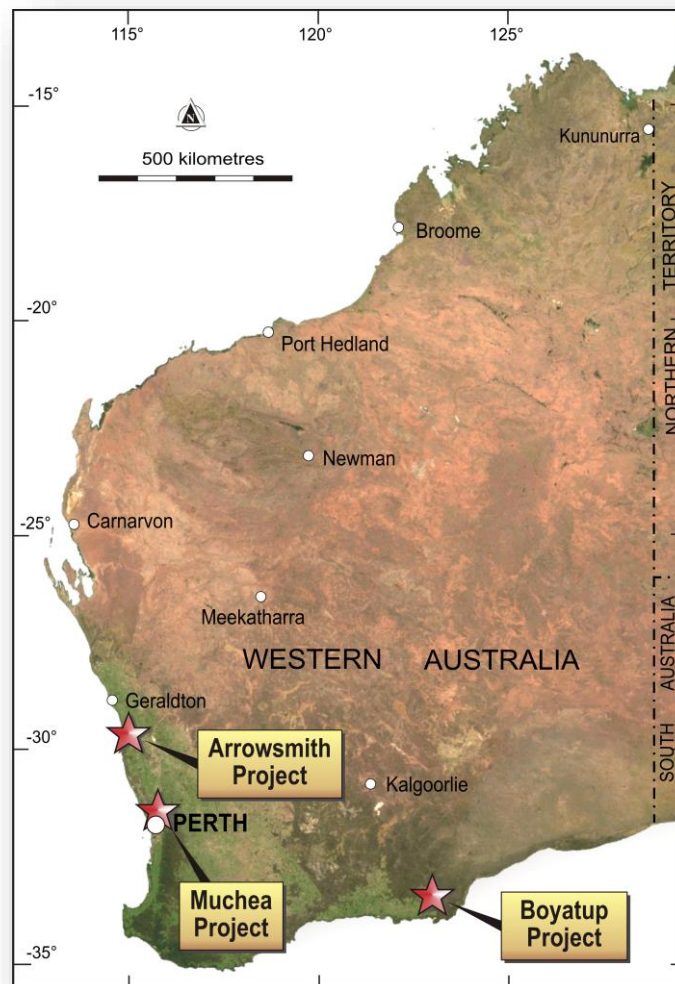 115°
120°
125°
-15°
N
500 kilometres
Kununurra
Broome
NORTHERN TERRITORY
-20°
Port Hedland
Newman
Carnarvon
-25°
Meekatharra
WESTERN AUSTRALIA
SOUTH AUSTRALIA
Geraldton
-30°
Arrowsmith
Project
Kalgoorlie
PERTH
Muchea
Project
Boyatup
Project
-35°